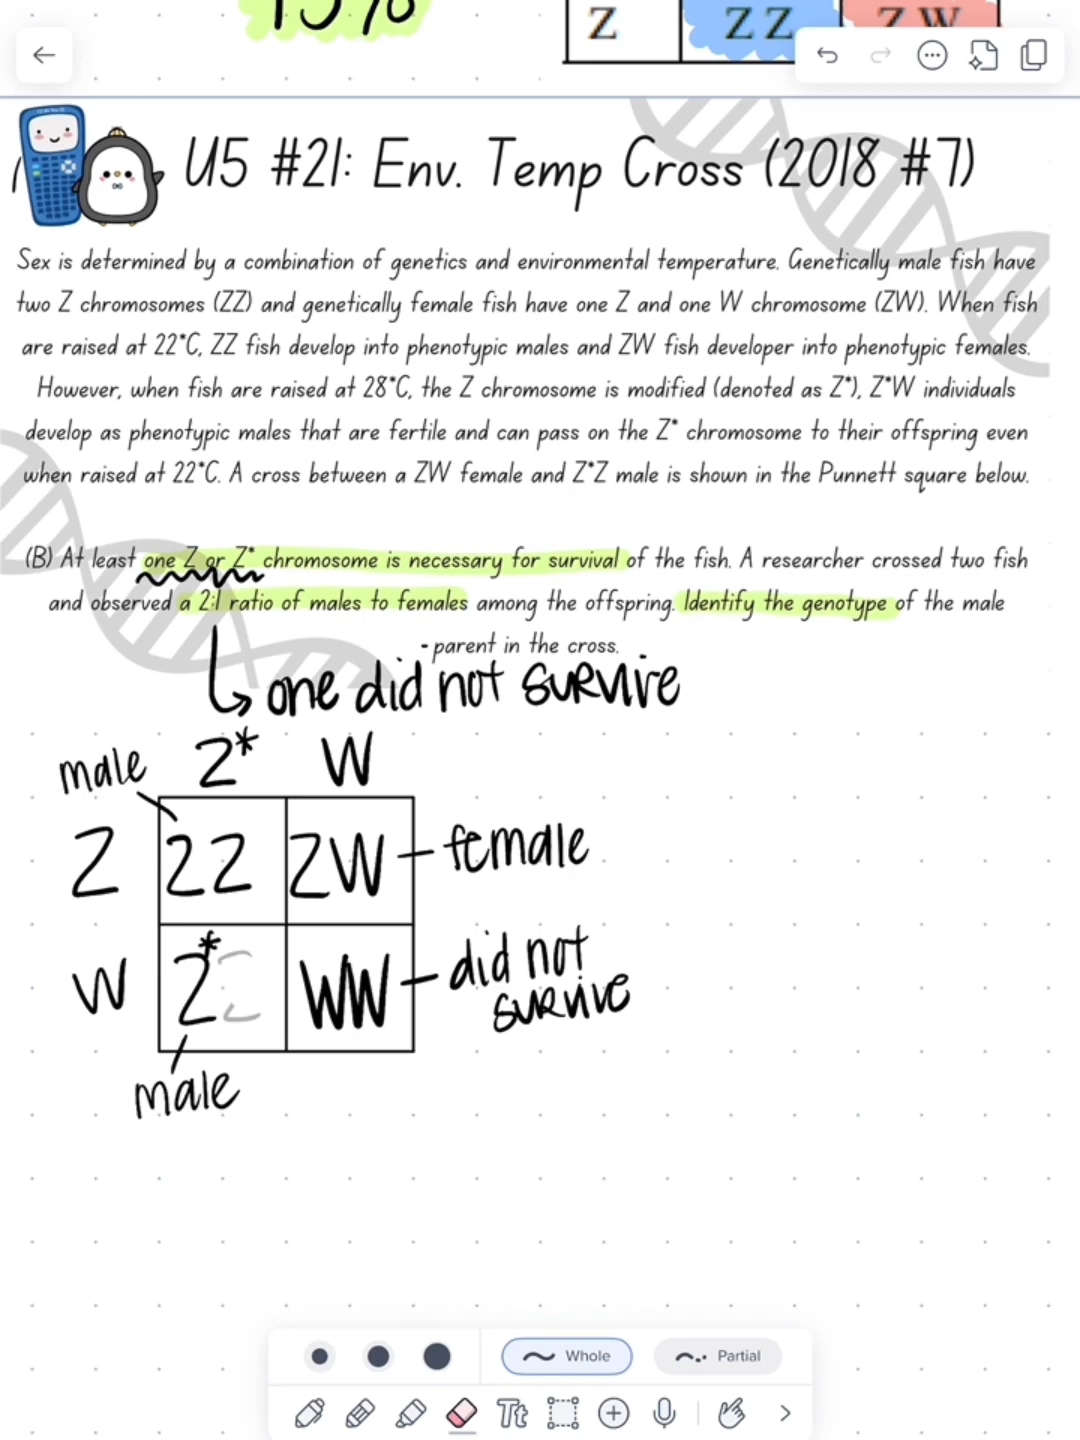 15%
Z ZZ ZW
U5 #21: Env. Temp Cross (2018 #7)
Sex is determined by a combination of genetics and environmental temperature. Genetically male fish have
two Z chromosomes (ZZ) and genetically female fish have one Z and one W chromosome (ZW). When fish
are raised at 22°C, ZZ fish develop into phenotypic males and ZW fish developer into phenotypic females.
However, when fish are raised at 28°C, the Z chromosome is modified (denoted as Z*), Z*W individuals
develop as phenotypic males that are fertile and can pass on the Z* chromosome to their offspring even
when raised at 22°C. A cross between a ZW female and Z*Z male is shown in the Punnett square below.
(B) At least one Z or Z* chromosome is necessary for survival of the fish. A researcher crossed two fish
and observed a 2:1 ratio of males to females among the offspring. Identify the genotype of the male
-parent in the cross.
one did not survive
male Z* W
Z ZZ ZW - female
W Z* WW - did not
survive
male
Whole Partial
Tt